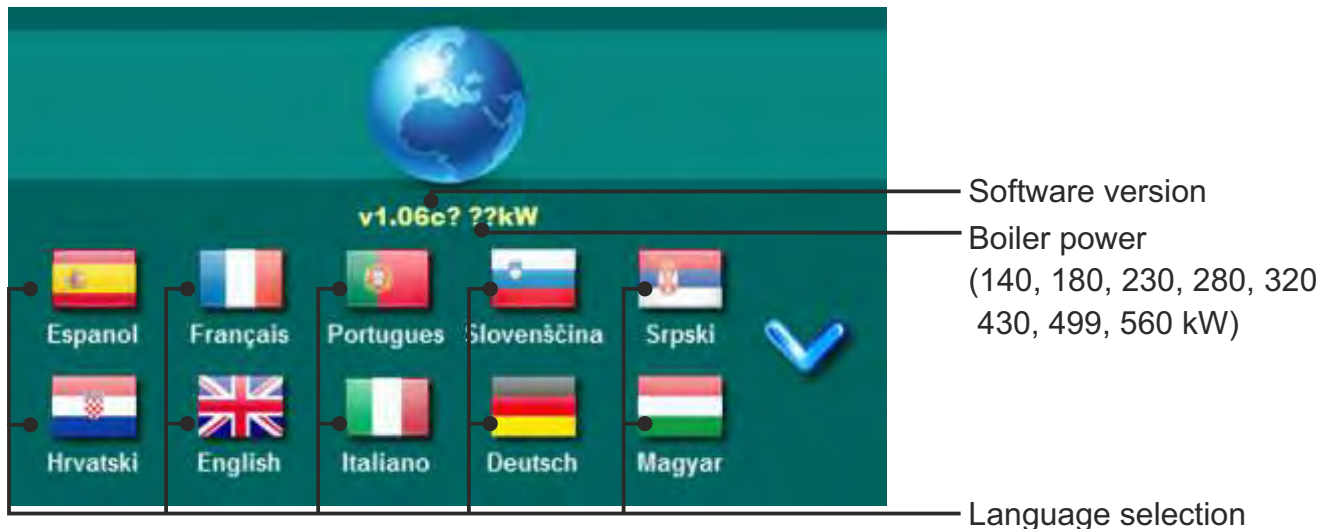 Software version
v1.06c? ??kW
Boiler power
(140, 180, 230, 280, 320
430, 499, 560 kW)
Espanol Français Portugues Slovenščina Srpski
Hrvatski English Italiano Deutsch Magyar
Language selection